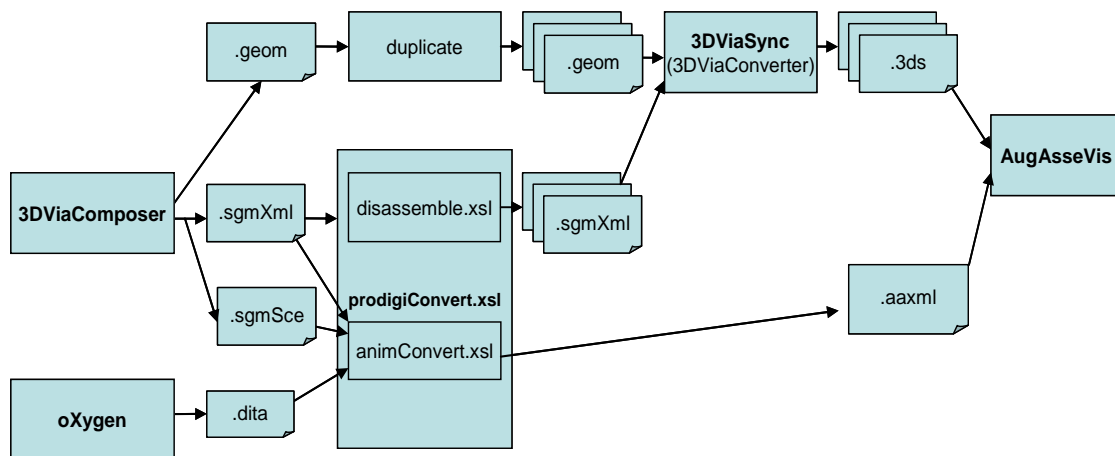 .geom
duplicate
.geom
3DViaSync
(3DViaConverter)
.3ds
AugAsseVis
3DViaComposer
.sgmXml
disassemble.xsl
.sgmXml
prodigiConvert.xsl
.sgmSce
animConvert.xsl
.aaxml
oXygen
.dita